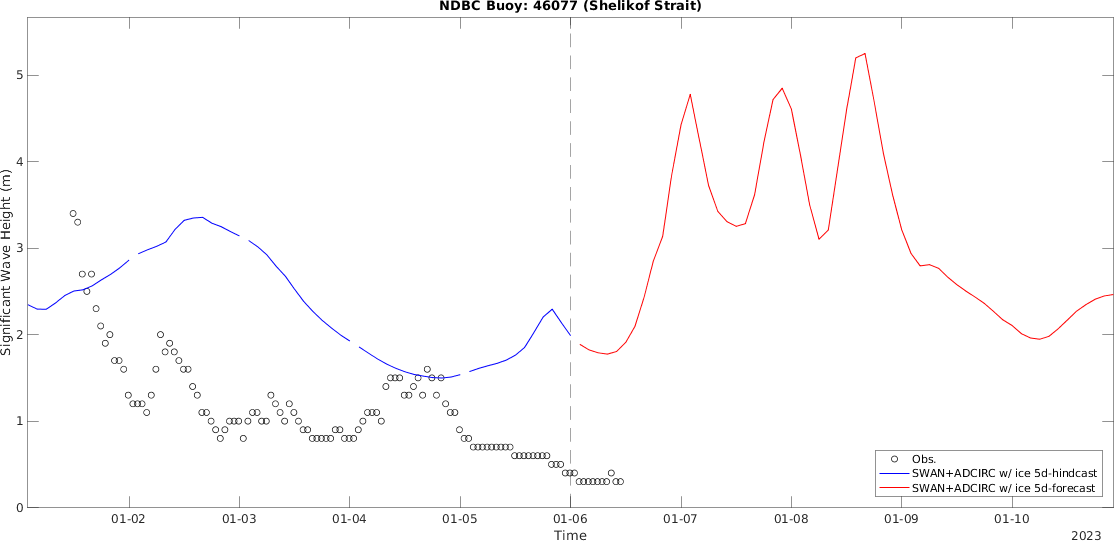 NDBC Buoy: 46077 (Shelikof Strait)
Significant Wave Height (m)
5
4
3
2
1
0
Obs.
SWAN+ADCIRC w/ ice 5d-hindcast
SWAN+ADCIRC w/ ice 5d-forecast
01-02 01-03 01-04 01-05 01-06 01-07 01-08 01-09 01-10
Time
2023